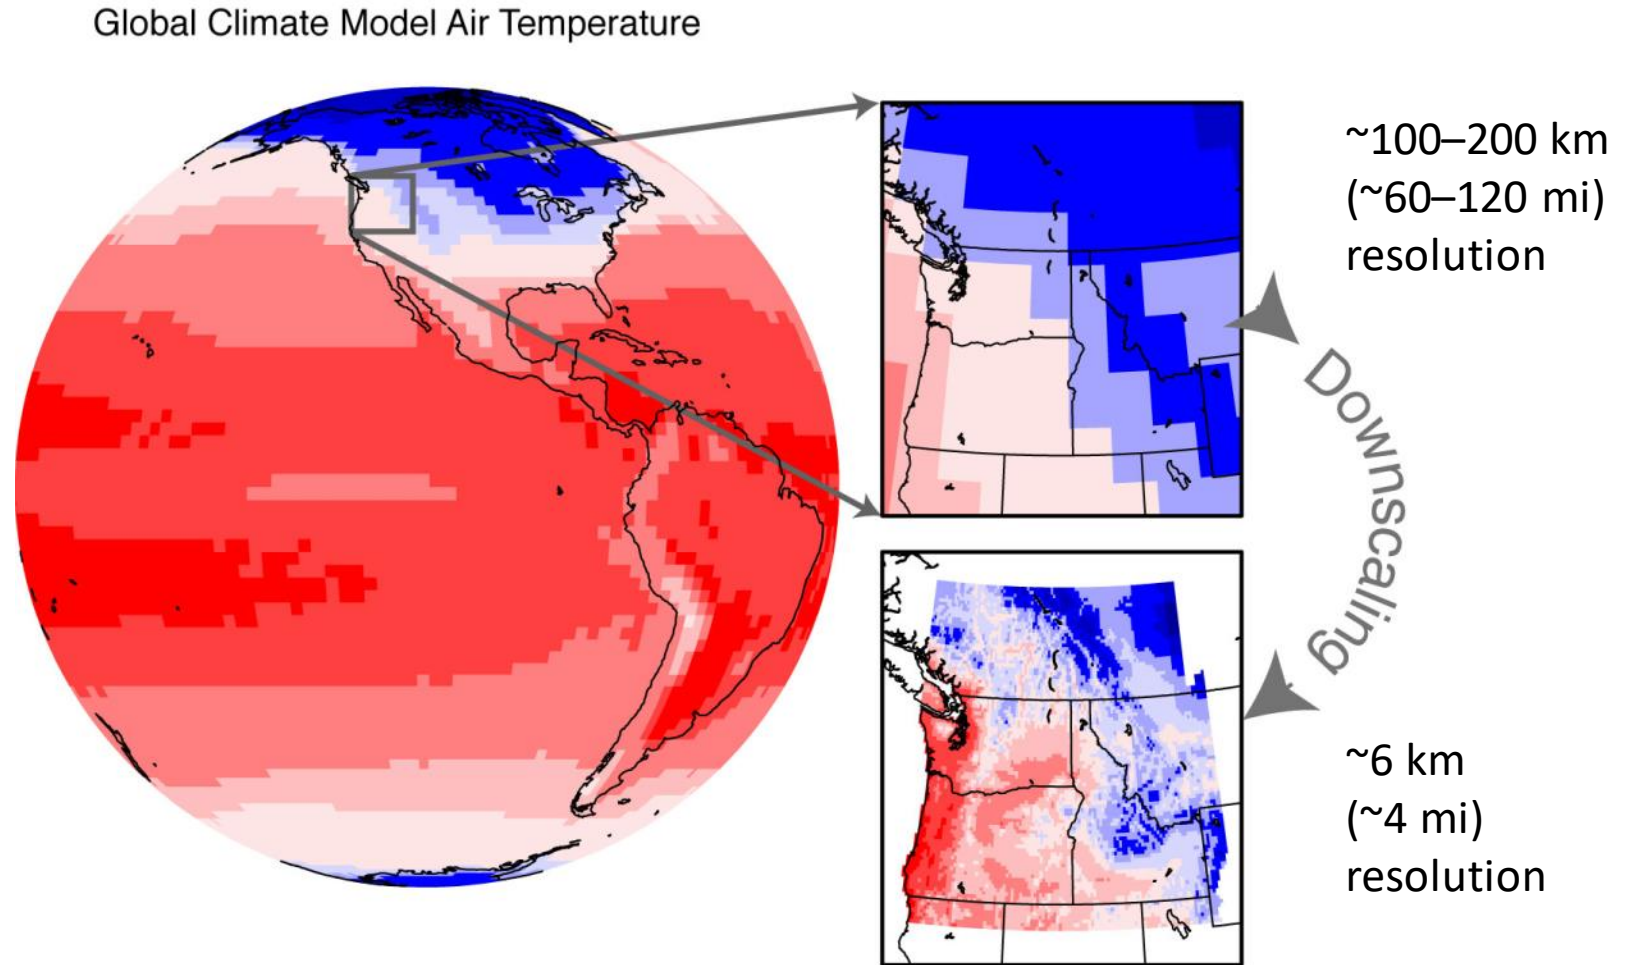 Global Climate Model Air Temperature
~100–200 km
(~60–120 mi)
resolution
Downscaling
~6 km
(~4 mi)
resolution